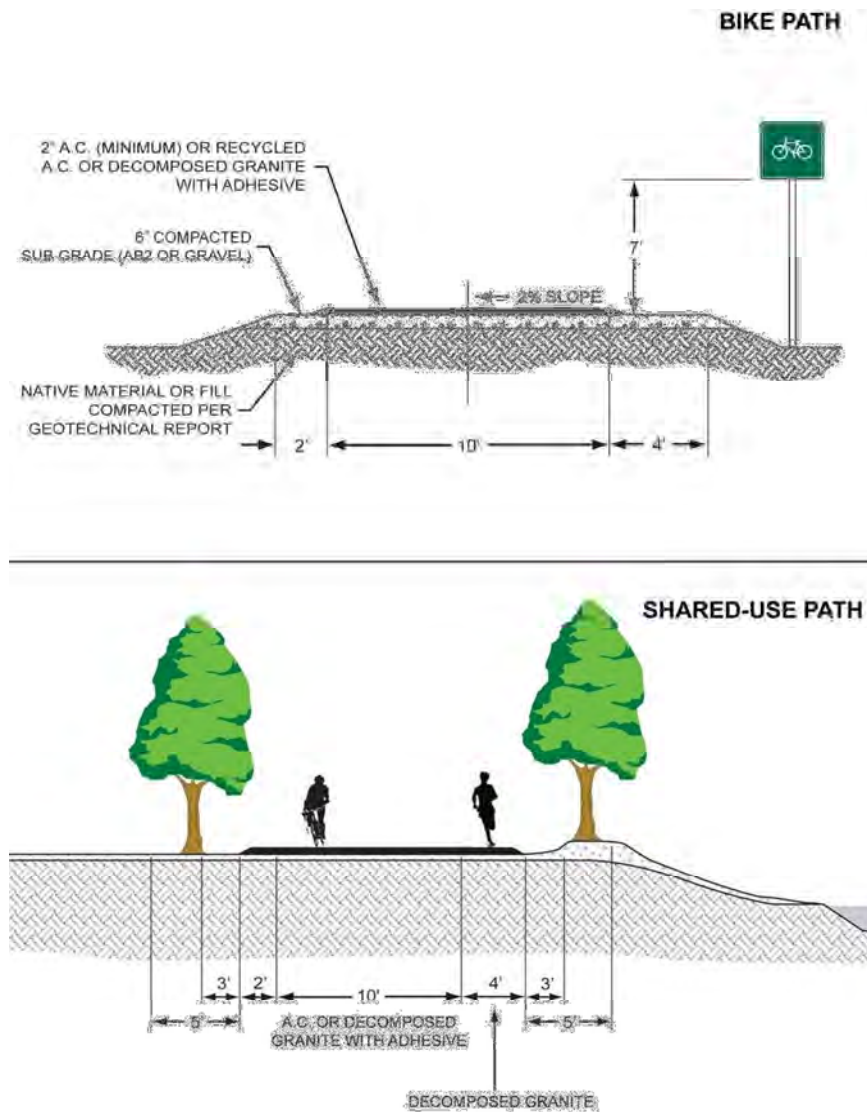 BIKE PATH
2" A.C. (MINIMUM) OR RECYCLED
A.C. OR DECOMPOSED GRANITE
WITH ADHESIVE
6" COMPACTED
SUB GRADE (AB2 OR GRAVEL)
7'
2% SLOPE
NATIVE MATERIAL OR FILL
COMPACTED PER
GEOTECHNICAL REPORT
2'
10'
4'
SHARED-USE PATH
3'
2'
10'
4'
3'
5'
A.C. OR DECOMPOSED
GRANITE WITH ADHESIVE
5'
DECOMPOSED GRANITE